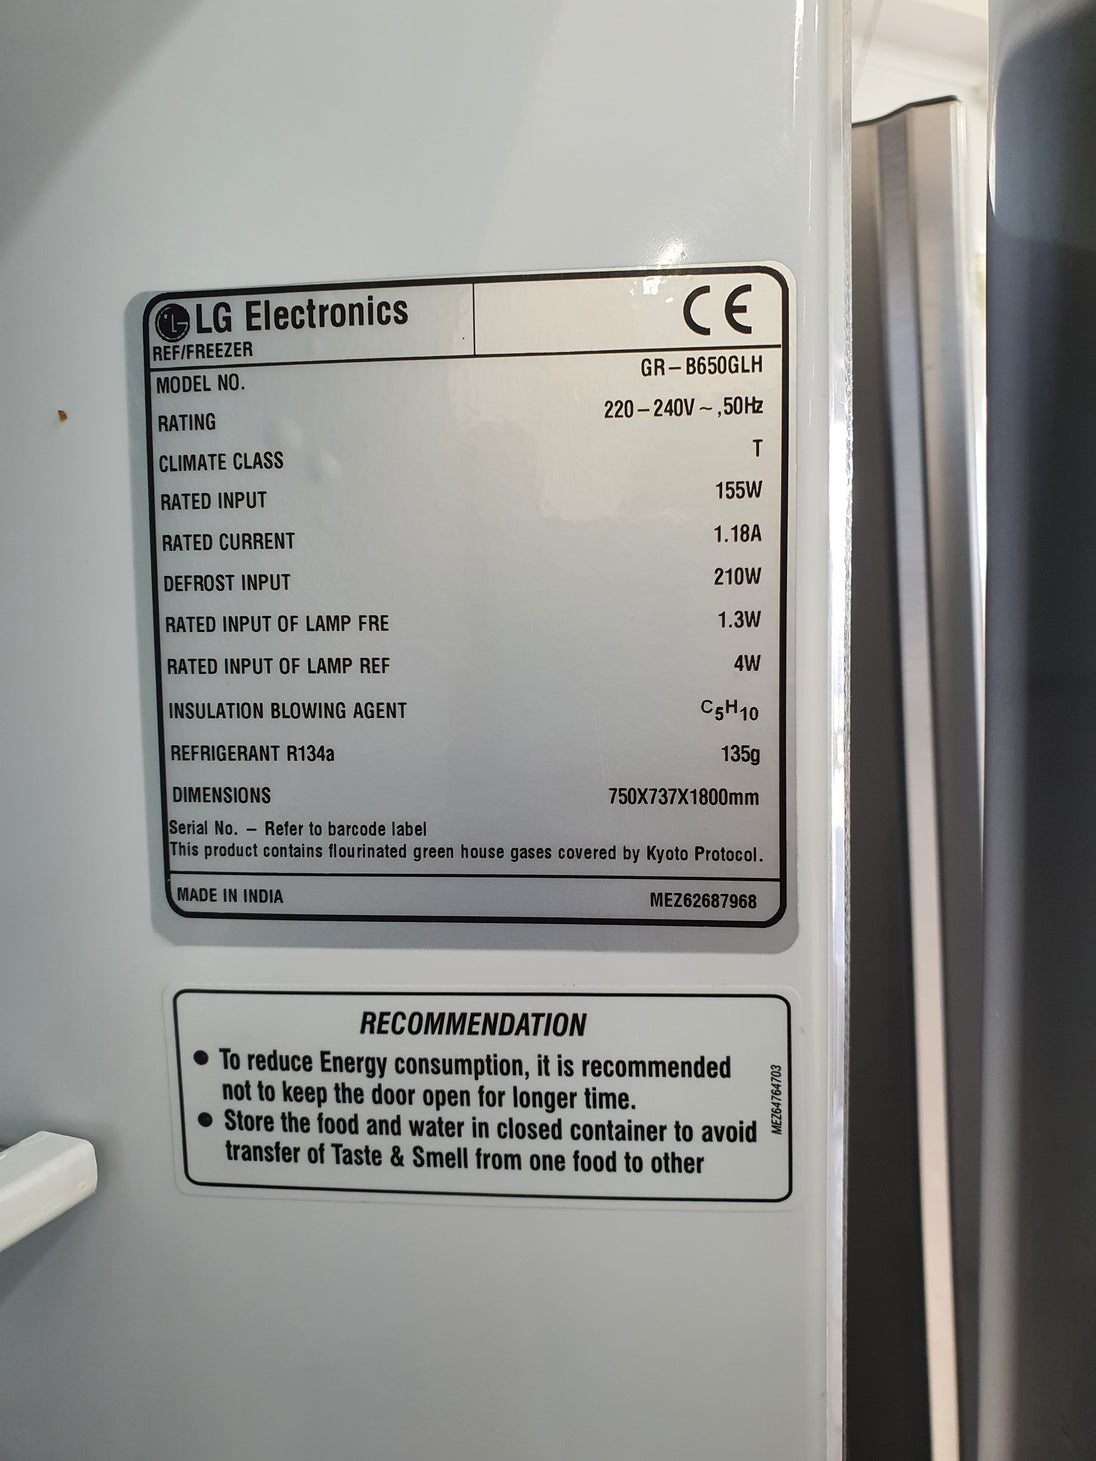 LG Electronics
REF/FREEZER
MODEL NO. GR-B650GLH
RATING 220-240V~,50Hz
CLIMATE CLASS T
RATED INPUT 155W
RATED CURRENT 1.18A
DEFROST INPUT 210W
RATED INPUT OF LAMP FRE 1.3W
RATED INPUT OF LAMP REF 4W
INSULATION BLOWING AGENT C5H10
REFRIGERANT R134a 135g
DIMENSIONS 750X737X1800mm
Serial No. - Refer to barcode label
This product contains flourinated green house gases covered by Kyoto Protocol.
MADE IN INDIA MEZ62687968
RECOMMENDATION
● To reduce Energy consumption, it is recommended
not to keep the door open for longer time.
● Store the food and water in closed container to avoid
transfer of Taste & Smell from one food to other
MEZ64764703